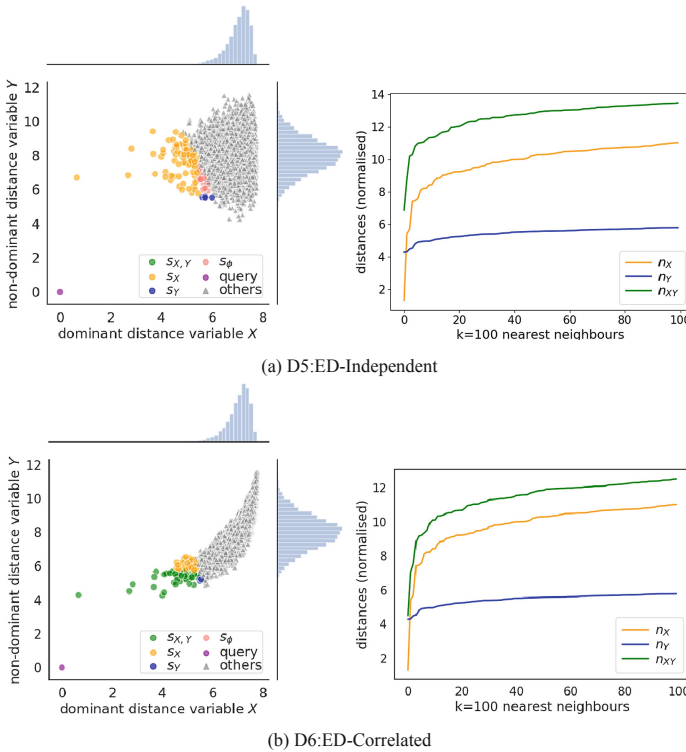 12
10
8
6
4
2
0
non-dominant distance variable Y
s_{X,Y}
s_X
s_Y
s_ϕ
query
others
0 2 4 6 8
dominant distance variable X
14
12
10
8
6
4
2
distances (normalised)
n_X
n_Y
n_{XY}
0 20 40 60 80 100
k=100 nearest neighbours
(a) D5:ED-Independent
12
10
8
6
4
2
0
non-dominant distance variable Y
s_{X,Y}
s_X
s_Y
s_ϕ
query
others
0 2 4 6 8
dominant distance variable X
12
10
8
6
4
2
distances (normalised)
n_X
n_Y
n_{XY}
0 20 40 60 80 100
k=100 nearest neighbours
(b) D6:ED-Correlated